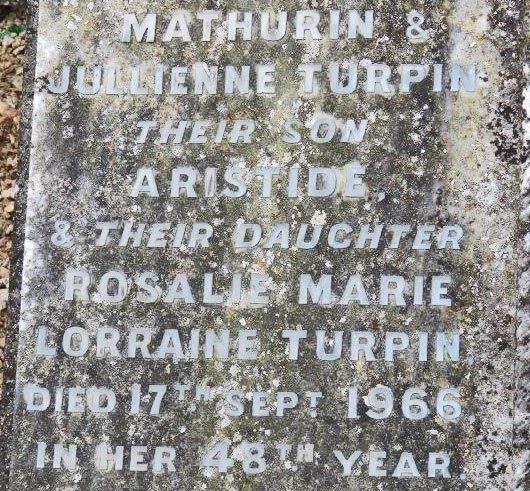 MATHURIN &
JULLIENNE TURPIN
THEIR SON
ARISTIDE,
& THEIR DAUGHTER
ROSALIE MARIE
LORRAINE TURPIN,
DIED 17TH SEPT 1966,
IN HER 48TH YEAR.